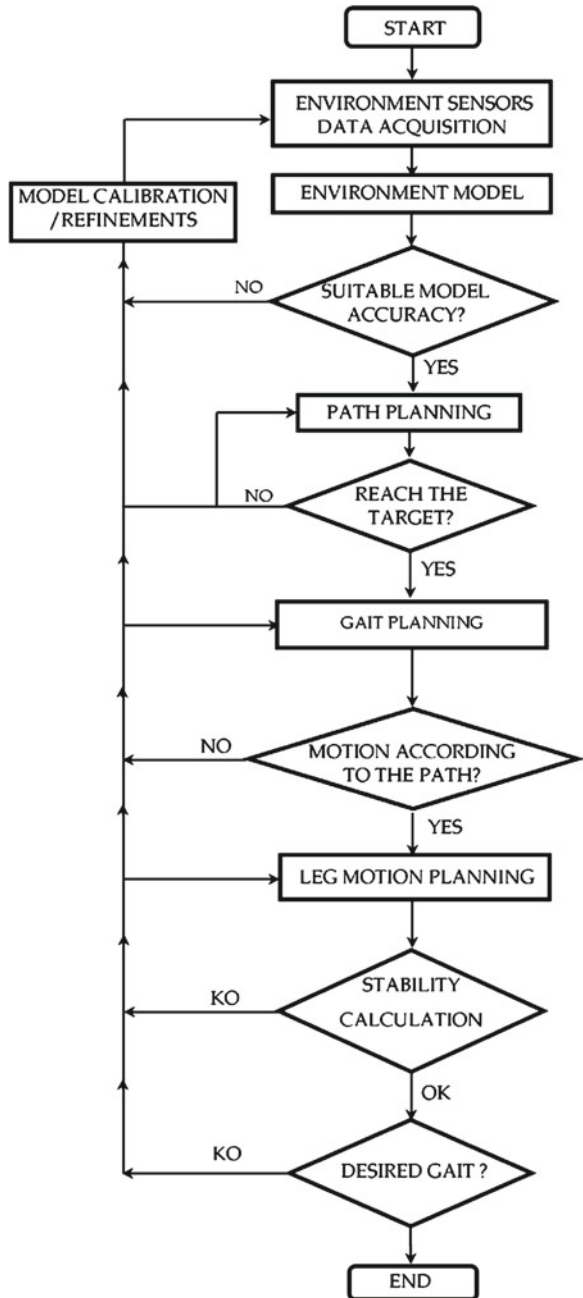 START
ENVIRONMENT SENSORS
DATA ACQUISITION
MODEL CALIBRATION
/REFINEMENTS
ENVIRONMENT MODEL
NO
SUITABLE MODEL
ACCURACY?
YES
PATH PLANNING
NO
REACH THE
TARGET?
YES
GAIT PLANNING
NO
MOTION ACCORDING
TO THE PATH?
YES
LEG MOTION PLANNING
KO
STABILITY
CALCULATION
OK
KO
DESIRED GAIT ?
END